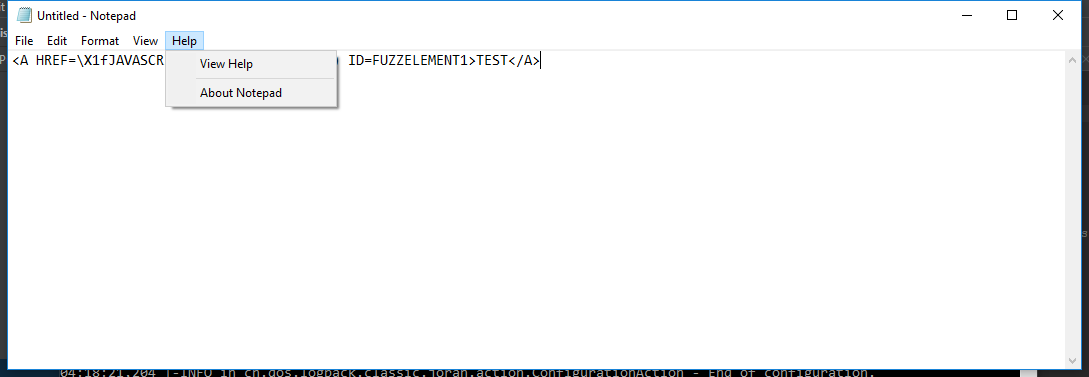 Untitled - Notepad
File Edit Format View Help
<A HREF=\X1fJAVASCR ID=FUZZELEMENT1>TEST</A>
View Help
About Notepad
04:18:21,204 |-INFO in ch.qos.logback.classic.joran.action.ConfigurationAction - End of configuration.